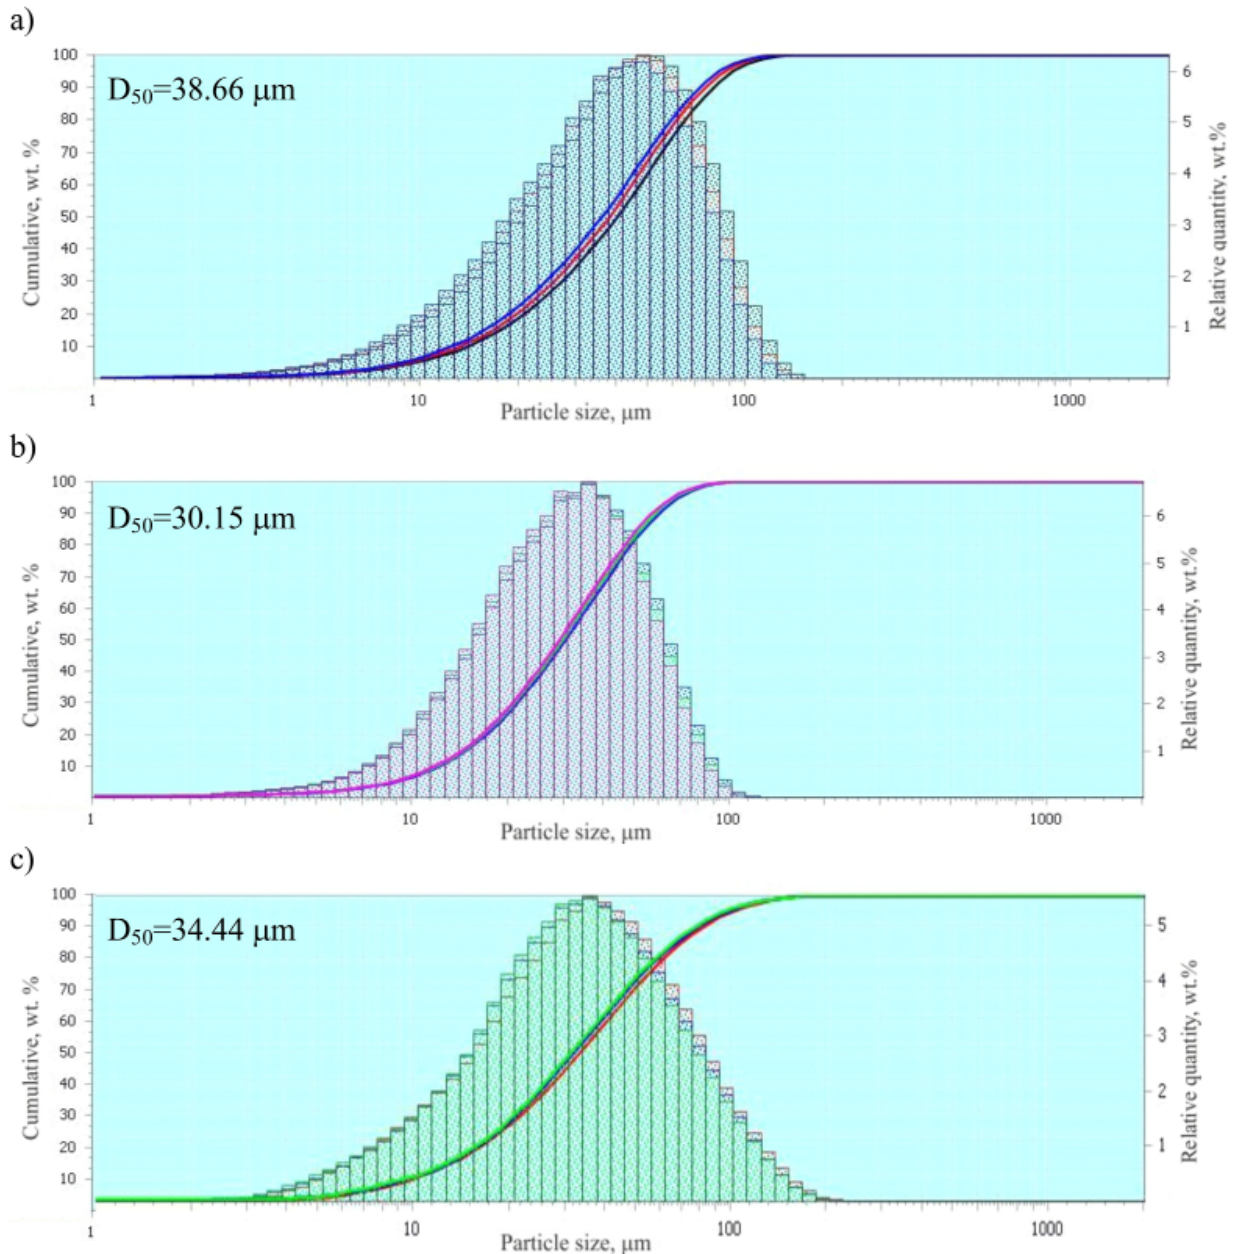 a)
D₅₀=38.66 μm
Cumulative, wt. %
100
90
80
70
60
50
40
30
20
10
6
5
4
3
2
1
Relative quantity, wt.%
1 10 100 1000
Particle size, μm
b)
D₅₀=30.15 μm
Cumulative, wt. %
100
90
80
70
60
50
40
30
20
10
6
5
4
3
2
1
Relative quantity, wt.%
1 10 100 1000
Particle size, μm
c)
D₅₀=34.44 μm
Cumulative, wt. %
100
90
80
70
60
50
40
30
20
10
5
4
3
2
1
Relative quantity, wt.%
1 10 100 1000
Particle size, μm